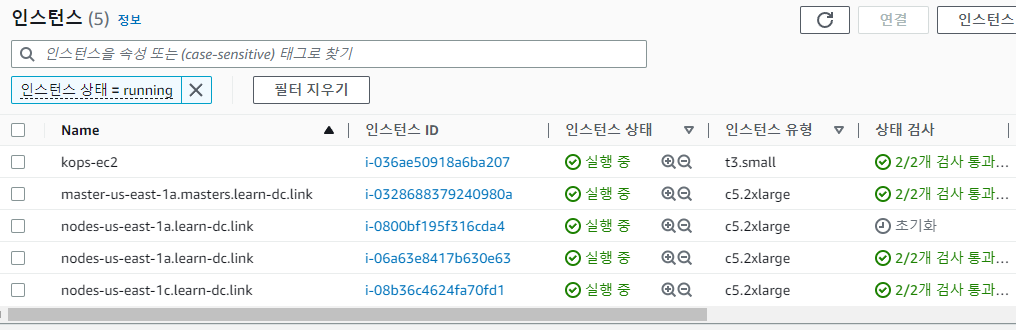 인스턴스 (5) 정보
연결
인스턴스
인스턴스을 속성 또는 (case-sensitive) 태그로 찾기
인스턴스 상태 = running
필터 지우기
Name 인스턴스 ID 인스턴스 상태 인스턴스 유형 상태 검사
kops-ec2 i-036ae50918a6ba207 실행 중 t3.small 2/2개 검사 통과...
master-us-east-1a.masters.learn-dc.link i-0328688379240980a 실행 중 c5.2xlarge 2/2개 검사 통과...
nodes-us-east-1a.learn-dc.link i-0800bf195f316cda4 실행 중 c5.2xlarge 초기화
nodes-us-east-1a.learn-dc.link i-06a63e8417b630e63 실행 중 c5.2xlarge 2/2개 검사 통과...
nodes-us-east-1c.learn-dc.link i-08b36c4624fa70fd1 실행 중 c5.2xlarge 2/2개 검사 통과...